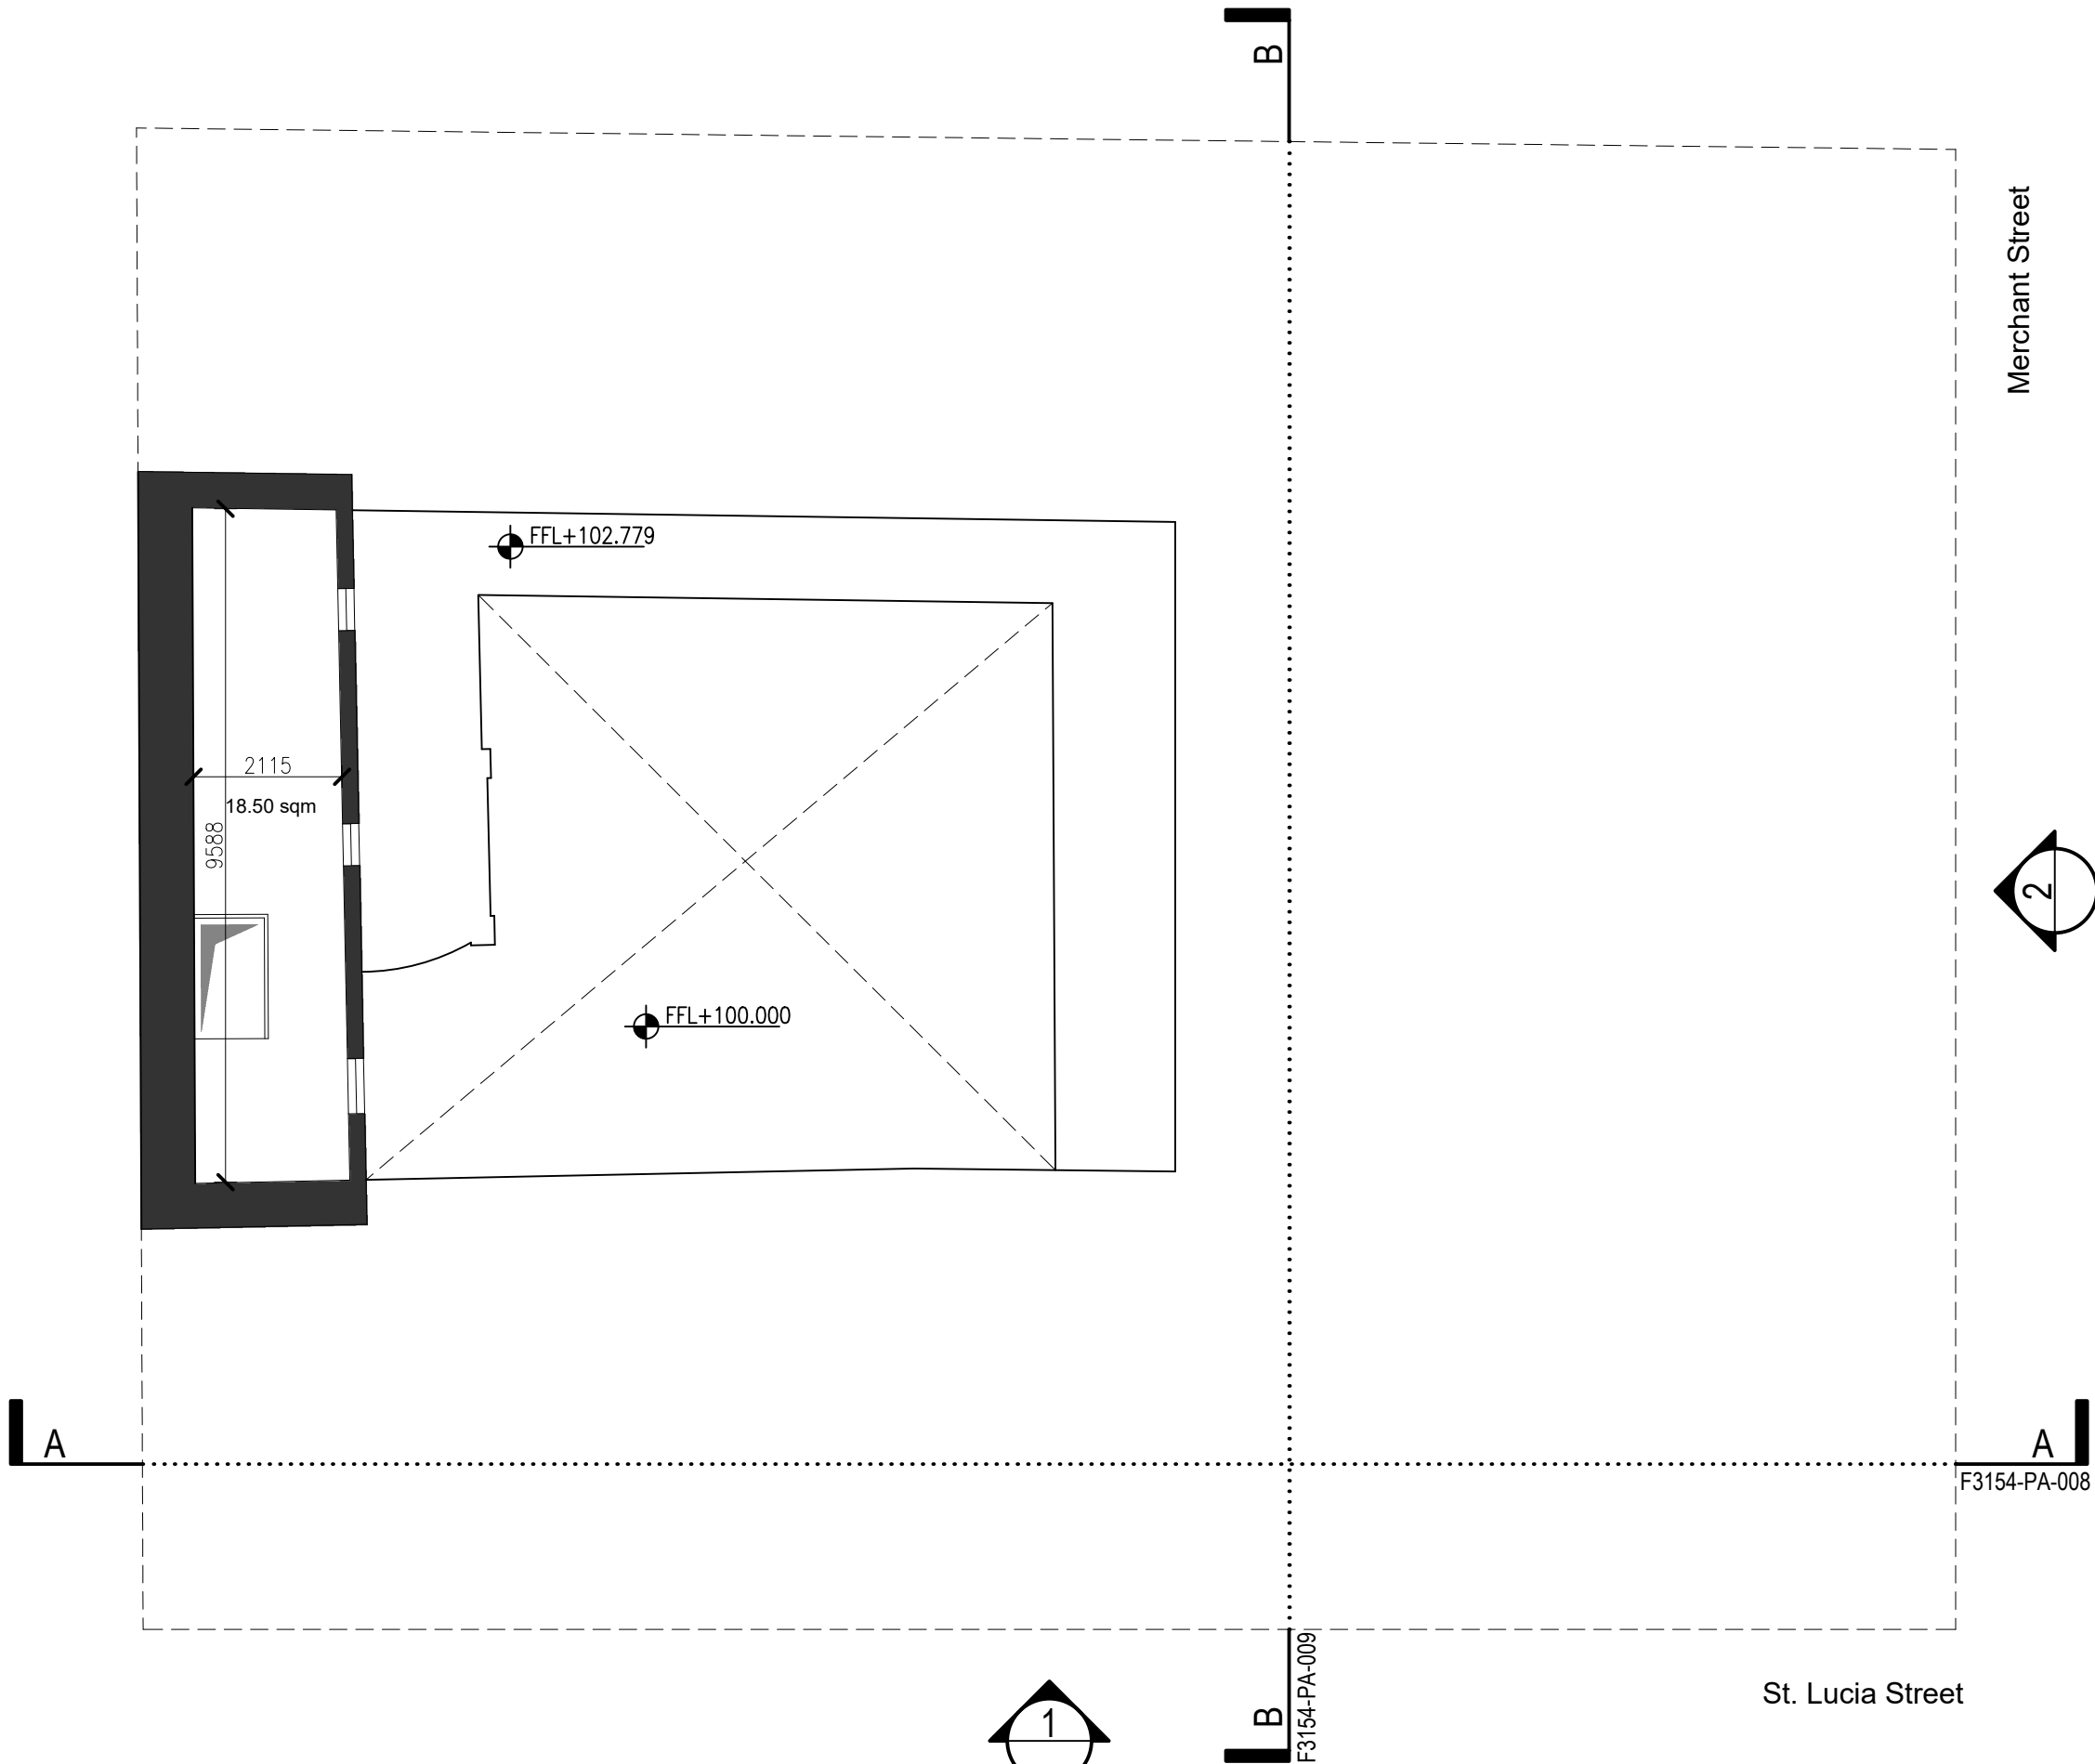 B
Merchant Street
FFL+102.779
2115
18.50 sqm
9588
2
FFL+100.000
A
A
F3154-PA-008
F3154-PA-009
St. Lucia Street
1
B